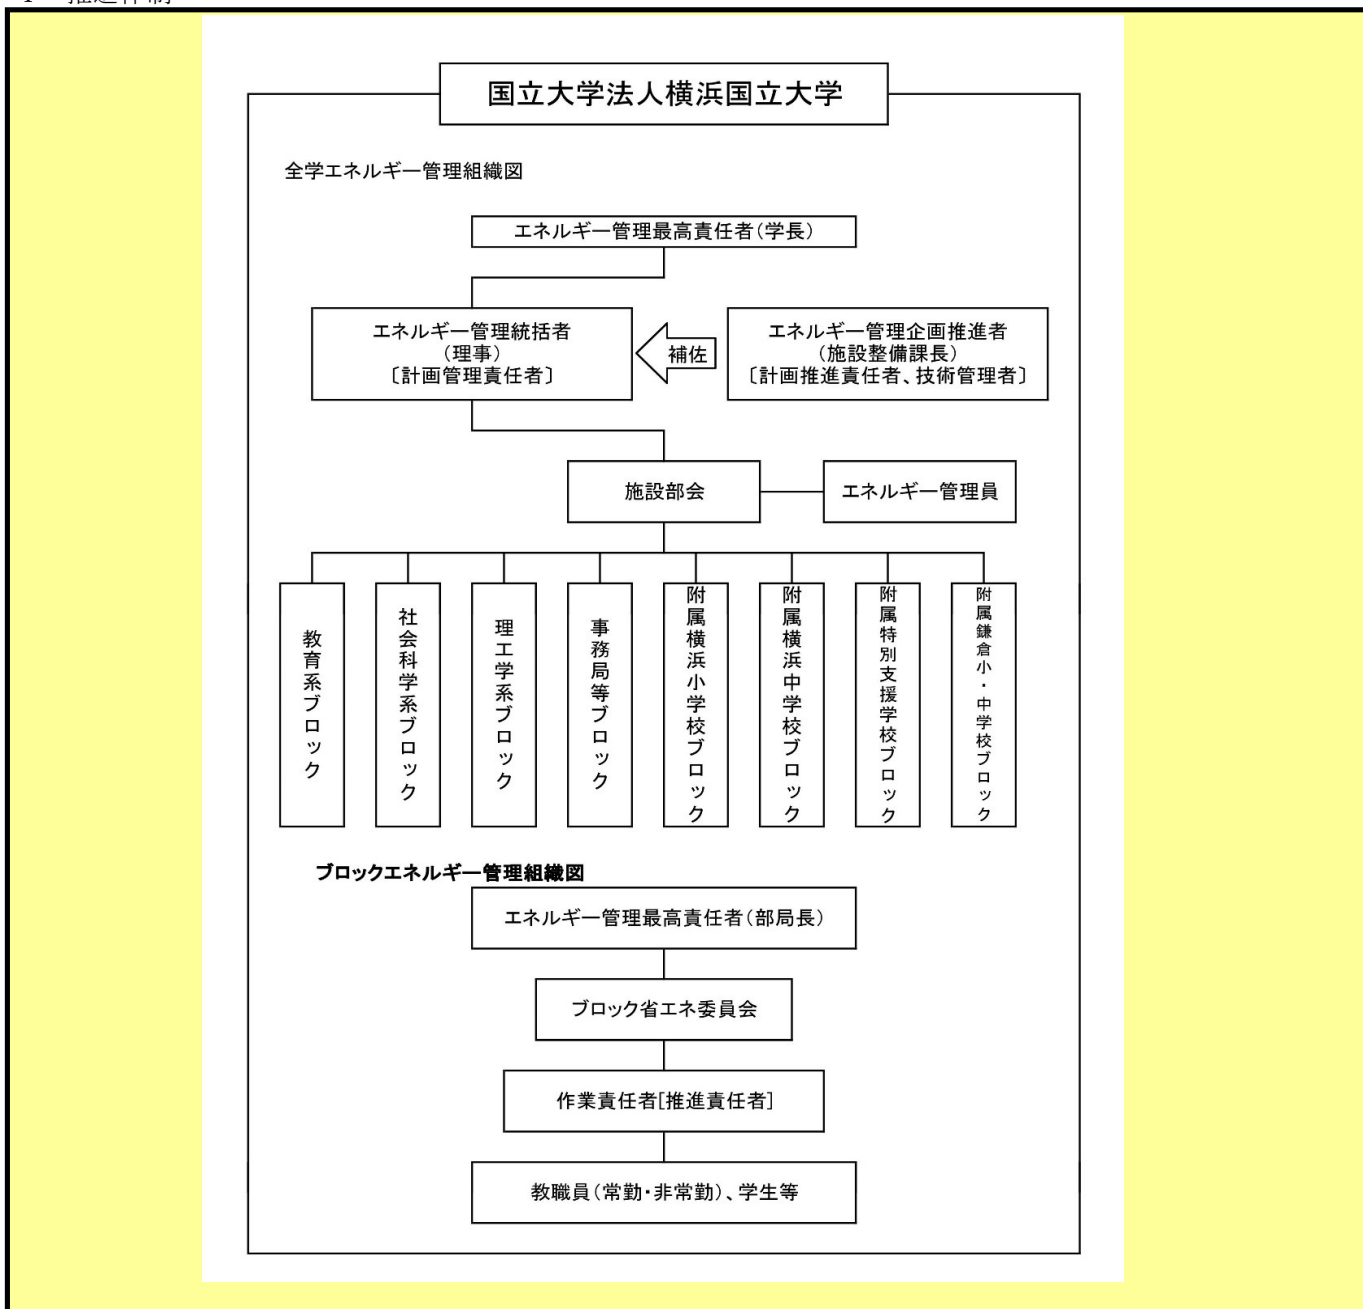 国立大学法人横浜国立大学
全学エネルギー管理組織図
エネルギー管理最高責任者(学長)
エネルギー管理統括者
(理事)
〔計画管理責任者〕
補佐
エネルギー管理企画推進者
(施設整備課長)
〔計画推進責任者、技術管理者〕
施設部会
エネルギー管理員
教育系ブロック
社会科学系ブロック
理工学系ブロック
事務局等ブロック
附属横浜小学校ブロック
附属横浜中学校ブロック
附属特別支援学校ブロック
附属鎌倉小・中学校ブロック
ブロックエネルギー管理組織図
エネルギー管理最高責任者(部局長)
ブロック省エネ委員会
作業責任者[推進責任者]
教職員(常勤・非常勤)、学生等